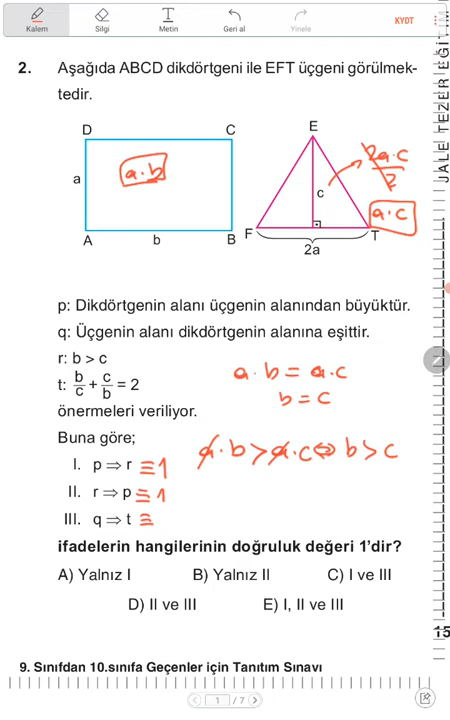 Kalem Silgi Metin Geri al Yinele KYDT
JALE TEZER EĞİTİM
2. Aşağıda ABCD dikdörtgeni ile EFT üçgeni görülmek-
tedir.
D C E
a a.b c 2a.c/2
a.c
A b B F T
2a
p: Dikdörtgenin alanı üçgenin alanından büyüktür.
q: Üçgenin alanı dikdörtgenin alanına eşittir.
r: b > c
t: b/c + c/b = 2
a.b = a.c
b = c
önermeleri veriliyor.
Buna göre;
I. p ⇒ r ≡ 1
a.b > a.c ⇔ b > c
II. r ⇒ p ≡ 1
III. q ⇒ t ≡
ifadelerin hangilerinin doğruluk değeri 1'dir?
A) Yalnız I B) Yalnız II C) I ve III
D) II ve III E) I, II ve III
15
9. Sınıfdan 10.sınıfa Geçenler için Tanıtım Sınavı
1 / 7